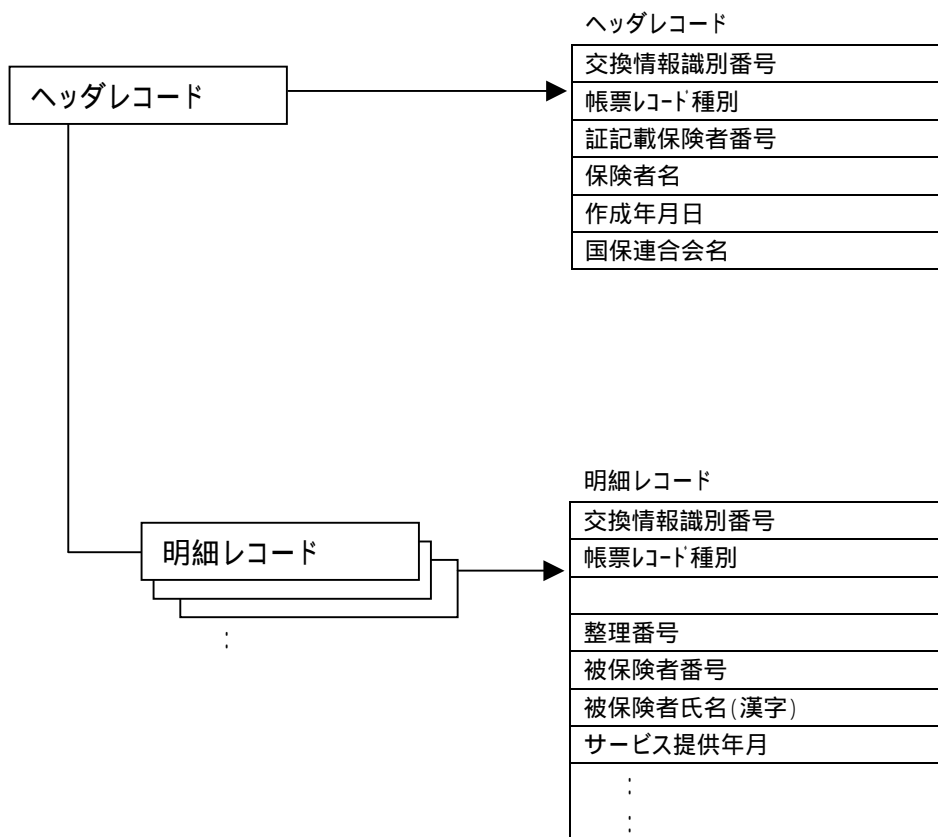 ヘッダレコード
ヘッダレコード
交換情報識別番号
帳票ﾚｺｰﾄﾞ種別
証記載保険者番号
保険者名
作成年月日
国保連合会名
明細レコード
:
明細レコード
交換情報識別番号
帳票ﾚｺｰﾄﾞ種別
整理番号
被保険者番号
被保険者氏名(漢字)
サービス提供年月
:
: